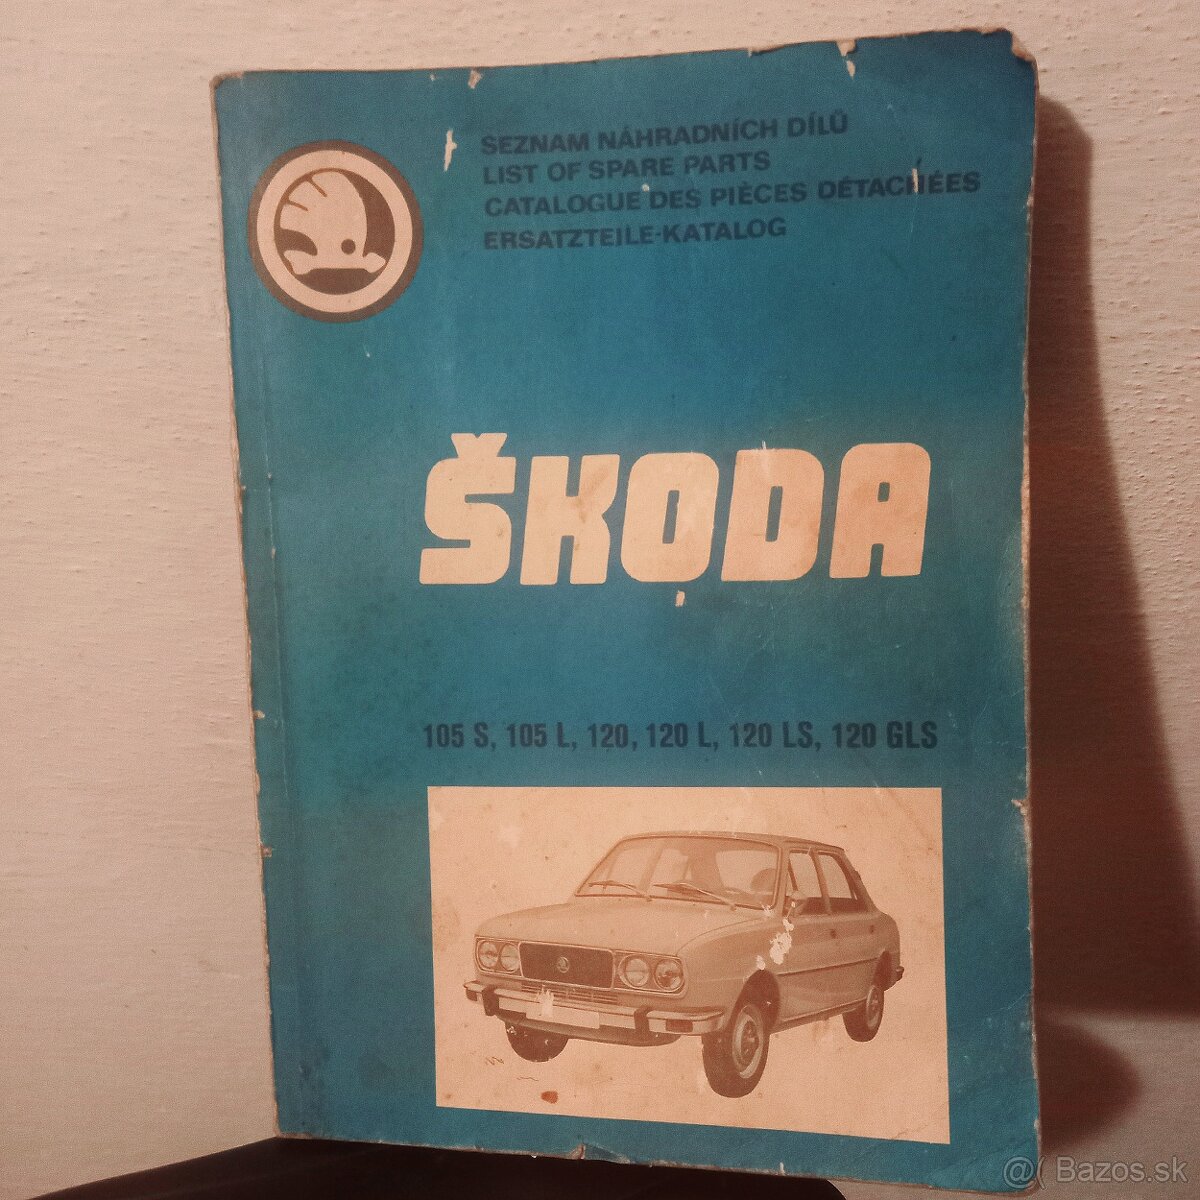 SEZNAM NÁHRADNÍCH DÍLŮ
LIST OF SPARE PARTS
CATALOGUE DES PIÈCES DÉTACHÉES
ERSATZTEILE-KATALOG
ŠKODA
105 S, 105 L, 120, 120 L, 120 LS, 120 GLS
@( Bazos.sk